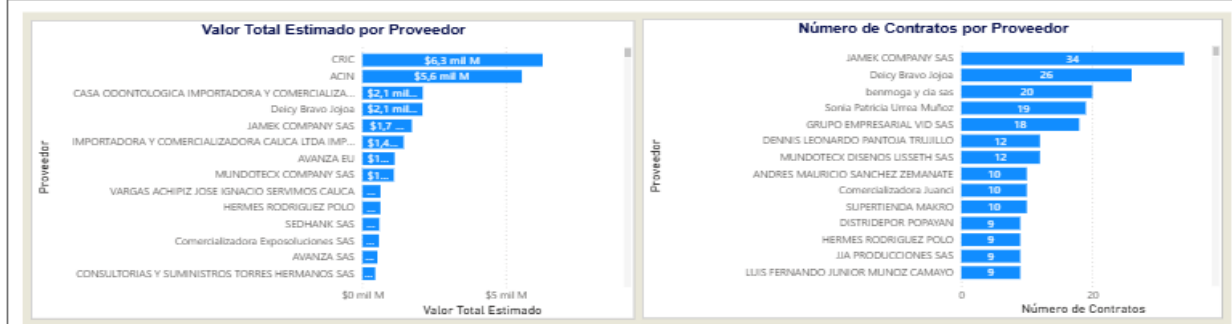 Valor Total Estimado por Proveedor
Proveedor
CRIC $6,3 mil M
ACIN $5,6 mil M
CASA ODONTOLOGICA IMPORTADORA Y COMERCIALIZA... $2,1 mil...
Deicy Bravo Jojoa $2,1 mil...
JAMEK COMPANY SAS $1,7 ...
IMPORTADORA Y COMERCIALIZADORA CAUCA LTDA IMP... $1,4...
AVANZA EU $1...
MUNDOTECX COMPANY SAS $1...
VARGAS ACHIPIZ JOSE IGNACIO SERVIMOS CAUCA ...
HERMES RODRIGUEZ POLO ...
SEDHANK SAS ...
Comercializadora Exposoluciones SAS ...
AVANZA SAS ...
CONSULTORIAS Y SUMINISTROS TORRES HERMANOS SAS ...
$0 mil M $5 mil M
Valor Total Estimado
Número de Contratos por Proveedor
Proveedor
JAMEK COMPANY SAS 34
Deicy Bravo Jojoa 26
benmoga y cia sas 20
Sonia Patricia Urrea Muñoz 19
GRUPO EMPRESARIAL VID SAS 18
DENNIS LEONARDO PANTOJA TRUJILLO 12
MUNDOTECX DISENOS LISSETH SAS 12
ANDRES MAURICIO SANCHEZ ZEMANATE 10
Comercializadora Juanci 10
SUPERTIENDA MAKRO 10
DISTRIDEPOR POPAYAN 9
HERMES RODRIGUEZ POLO 9
JJA PRODUCCIONES SAS 9
LUIS FERNANDO JUNIOR MUNOZ CAMAYO 9
0 20
Número de Contratos